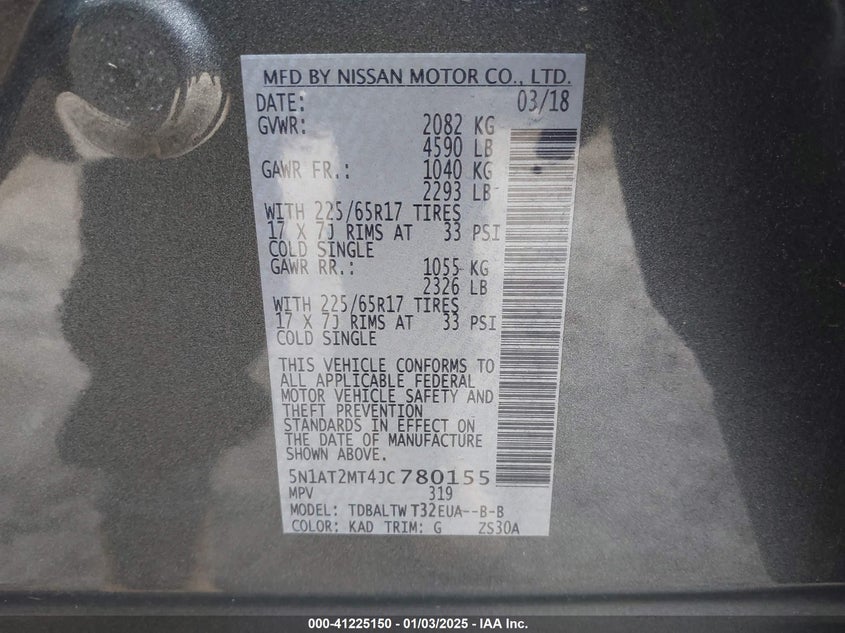 MFD BY NISSAN MOTOR CO., LTD.
DATE: 03/18
GVWR: 2082 KG
4590 LB
GAWR FR.: 1040 KG
2293 LB
WITH 225/65R17 TIRES
17 X 7J RIMS AT 33 PSI
COLD SINGLE
GAWR RR.: 1055 KG
2326 LB
WITH 225/65R17 TIRES
17 X 7J RIMS AT 33 PSI
COLD SINGLE
THIS VEHICLE CONFORMS TO
ALL APPLICABLE FEDERAL
MOTOR VEHICLE SAFETY AND
THEFT PREVENTION
STANDARDS IN EFFECT ON
THE DATE OF MANUFACTURE
SHOWN ABOVE.
5N1AT2MT4JC780155
MPV 319
MODEL: TDBALTW T32EUA--B-B
COLOR: KAD TRIM: G ZS30A
000-41225150 - 01/03/2025 - IAA Inc.